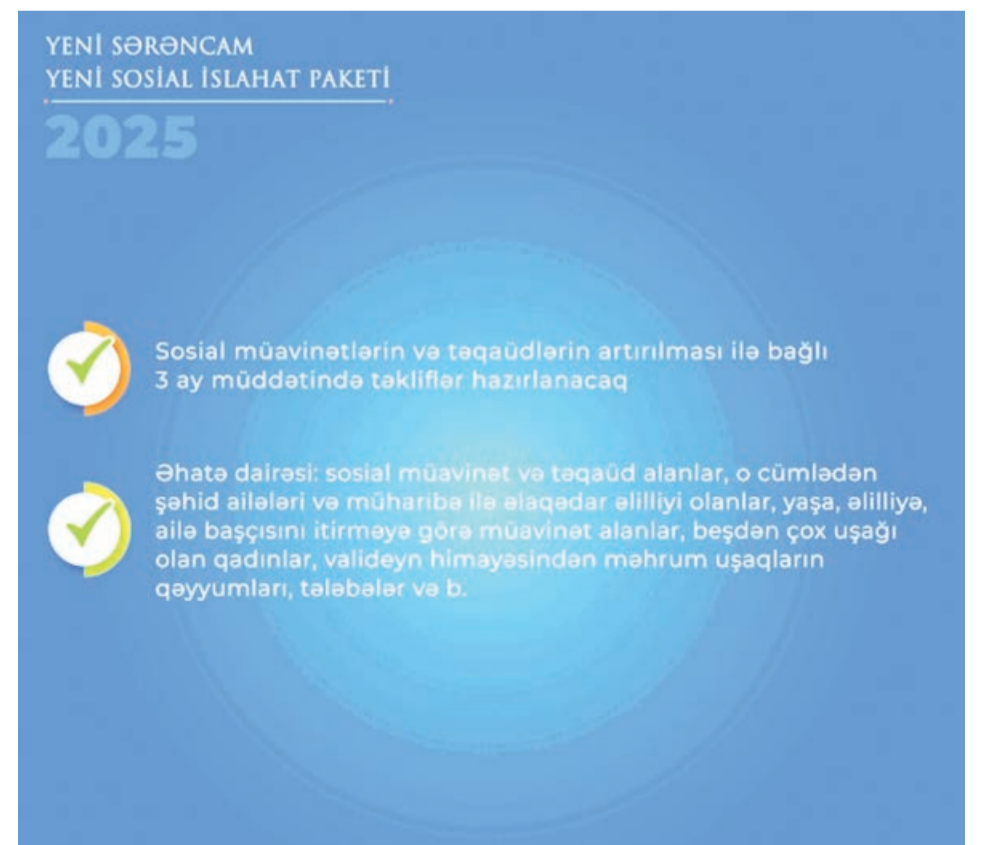 YENİ SƏRƏNCAM
YENİ SOSİAL İSLAHAT PAKETİ
2025
Sosial müavinətlərin və təqaüdlərin artırılması ilə bağlı
3 ay müddətində təkliflər hazırlanacaq
Əhatə dairəsi: sosial müavinət və təqaüd alanlar, o cümlədən
şəhid ailələri və müharibə ilə əlaqədar əlilliyi olanlar, yaşa, əlilliyə,
ailə başçısını itirməyə görə müavinət alanlar, beşdən çox uşağı
olan qadınlar, valideyn himayəsindən məhrum uşaqların
qəyyumları, tələbələr və b.